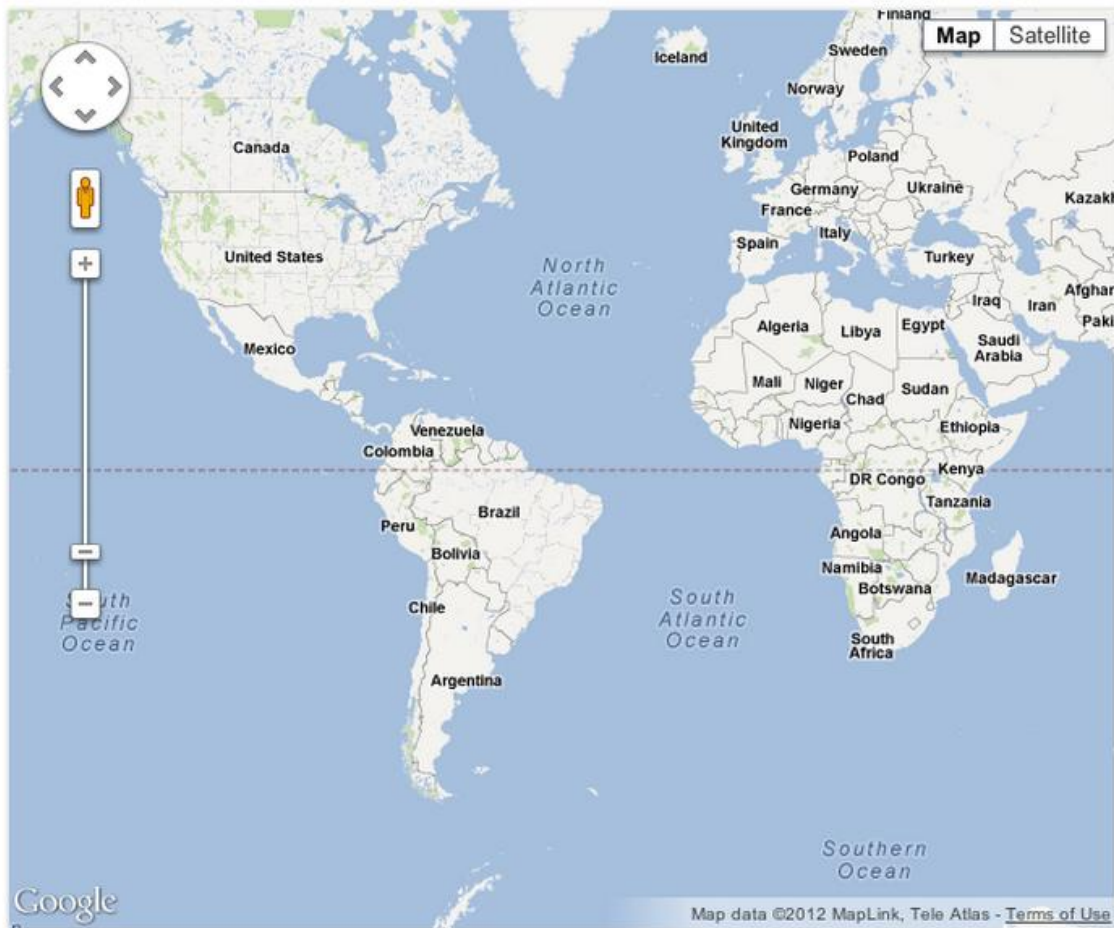 Finland
Map
Satellite
Sweden
Iceland
Norway
United
Kingdom
Canada
Poland
Germany
Ukraine
France
Kazakh
Italy
Spain
United States
Turkey
North
Atlantic
Ocean
Afghan
Iraq
Iran
Pakis
Algeria
Libya
Egypt
Saudi
Arabia
Mexico
Mali
Niger
Chad
Sudan
Nigeria
Ethiopia
Venezuela
Colombia
Kenya
DR Congo
Tanzania
Brazil
Peru
Angola
Bolivia
Namibia
Botswana
Madagascar
South
Pacific
Ocean
Chile
South
Atlantic
Ocean
South
Africa
Argentina
Southern
Ocean
Google
Map data ©2012 MapLink, Tele Atlas - Terms of Use